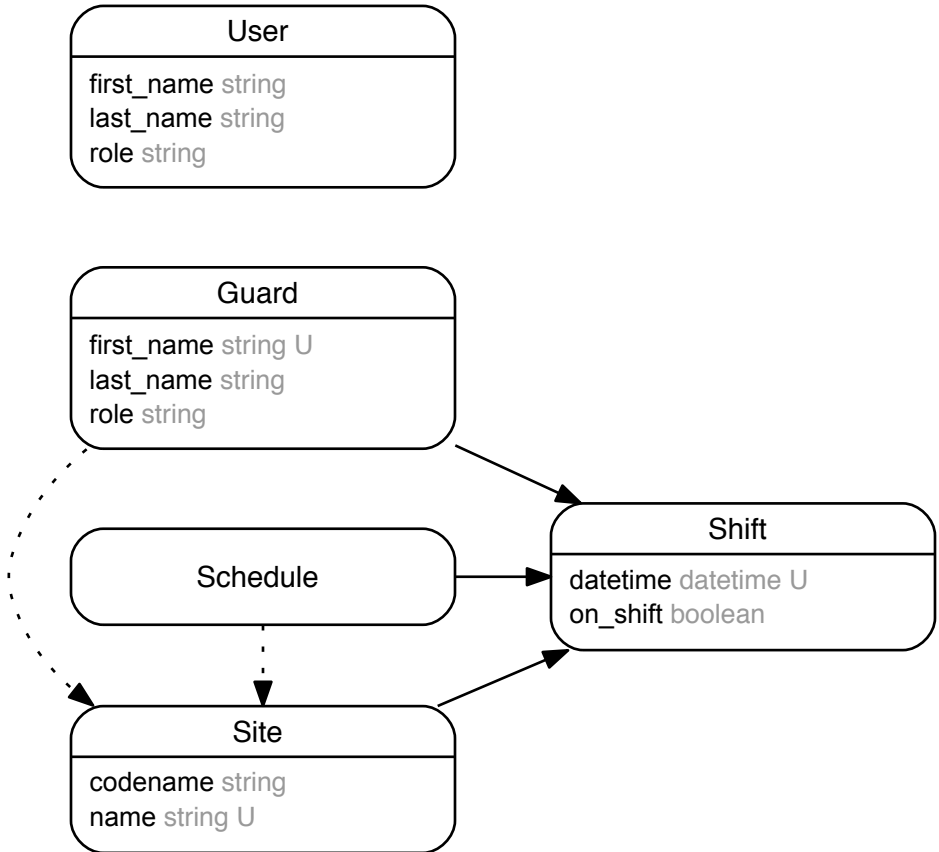 User
first_name string
last_name string
role string
Guard
first_name string U
last_name string
role string
Schedule
Shift
datetime datetime U
on_shift boolean
Site
codename string
name string U